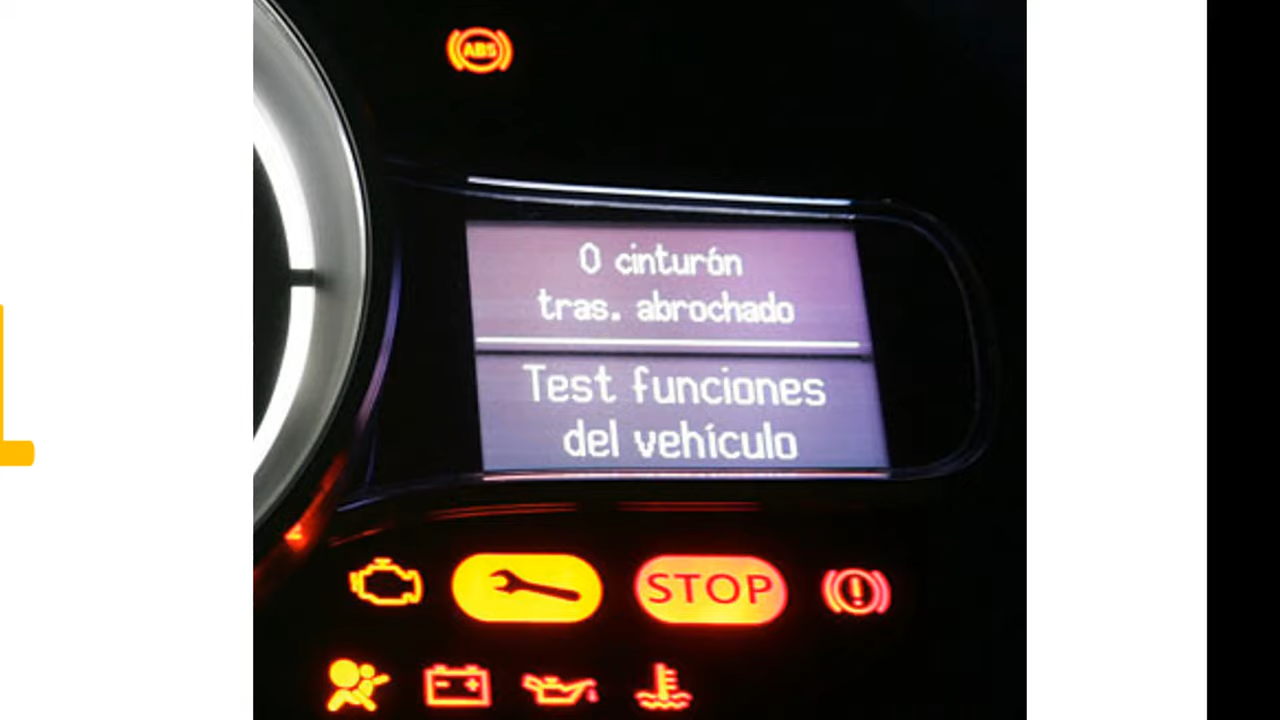 ABS
0 cinturón
tras. abrochado
Test funciones
del vehículo
STOP